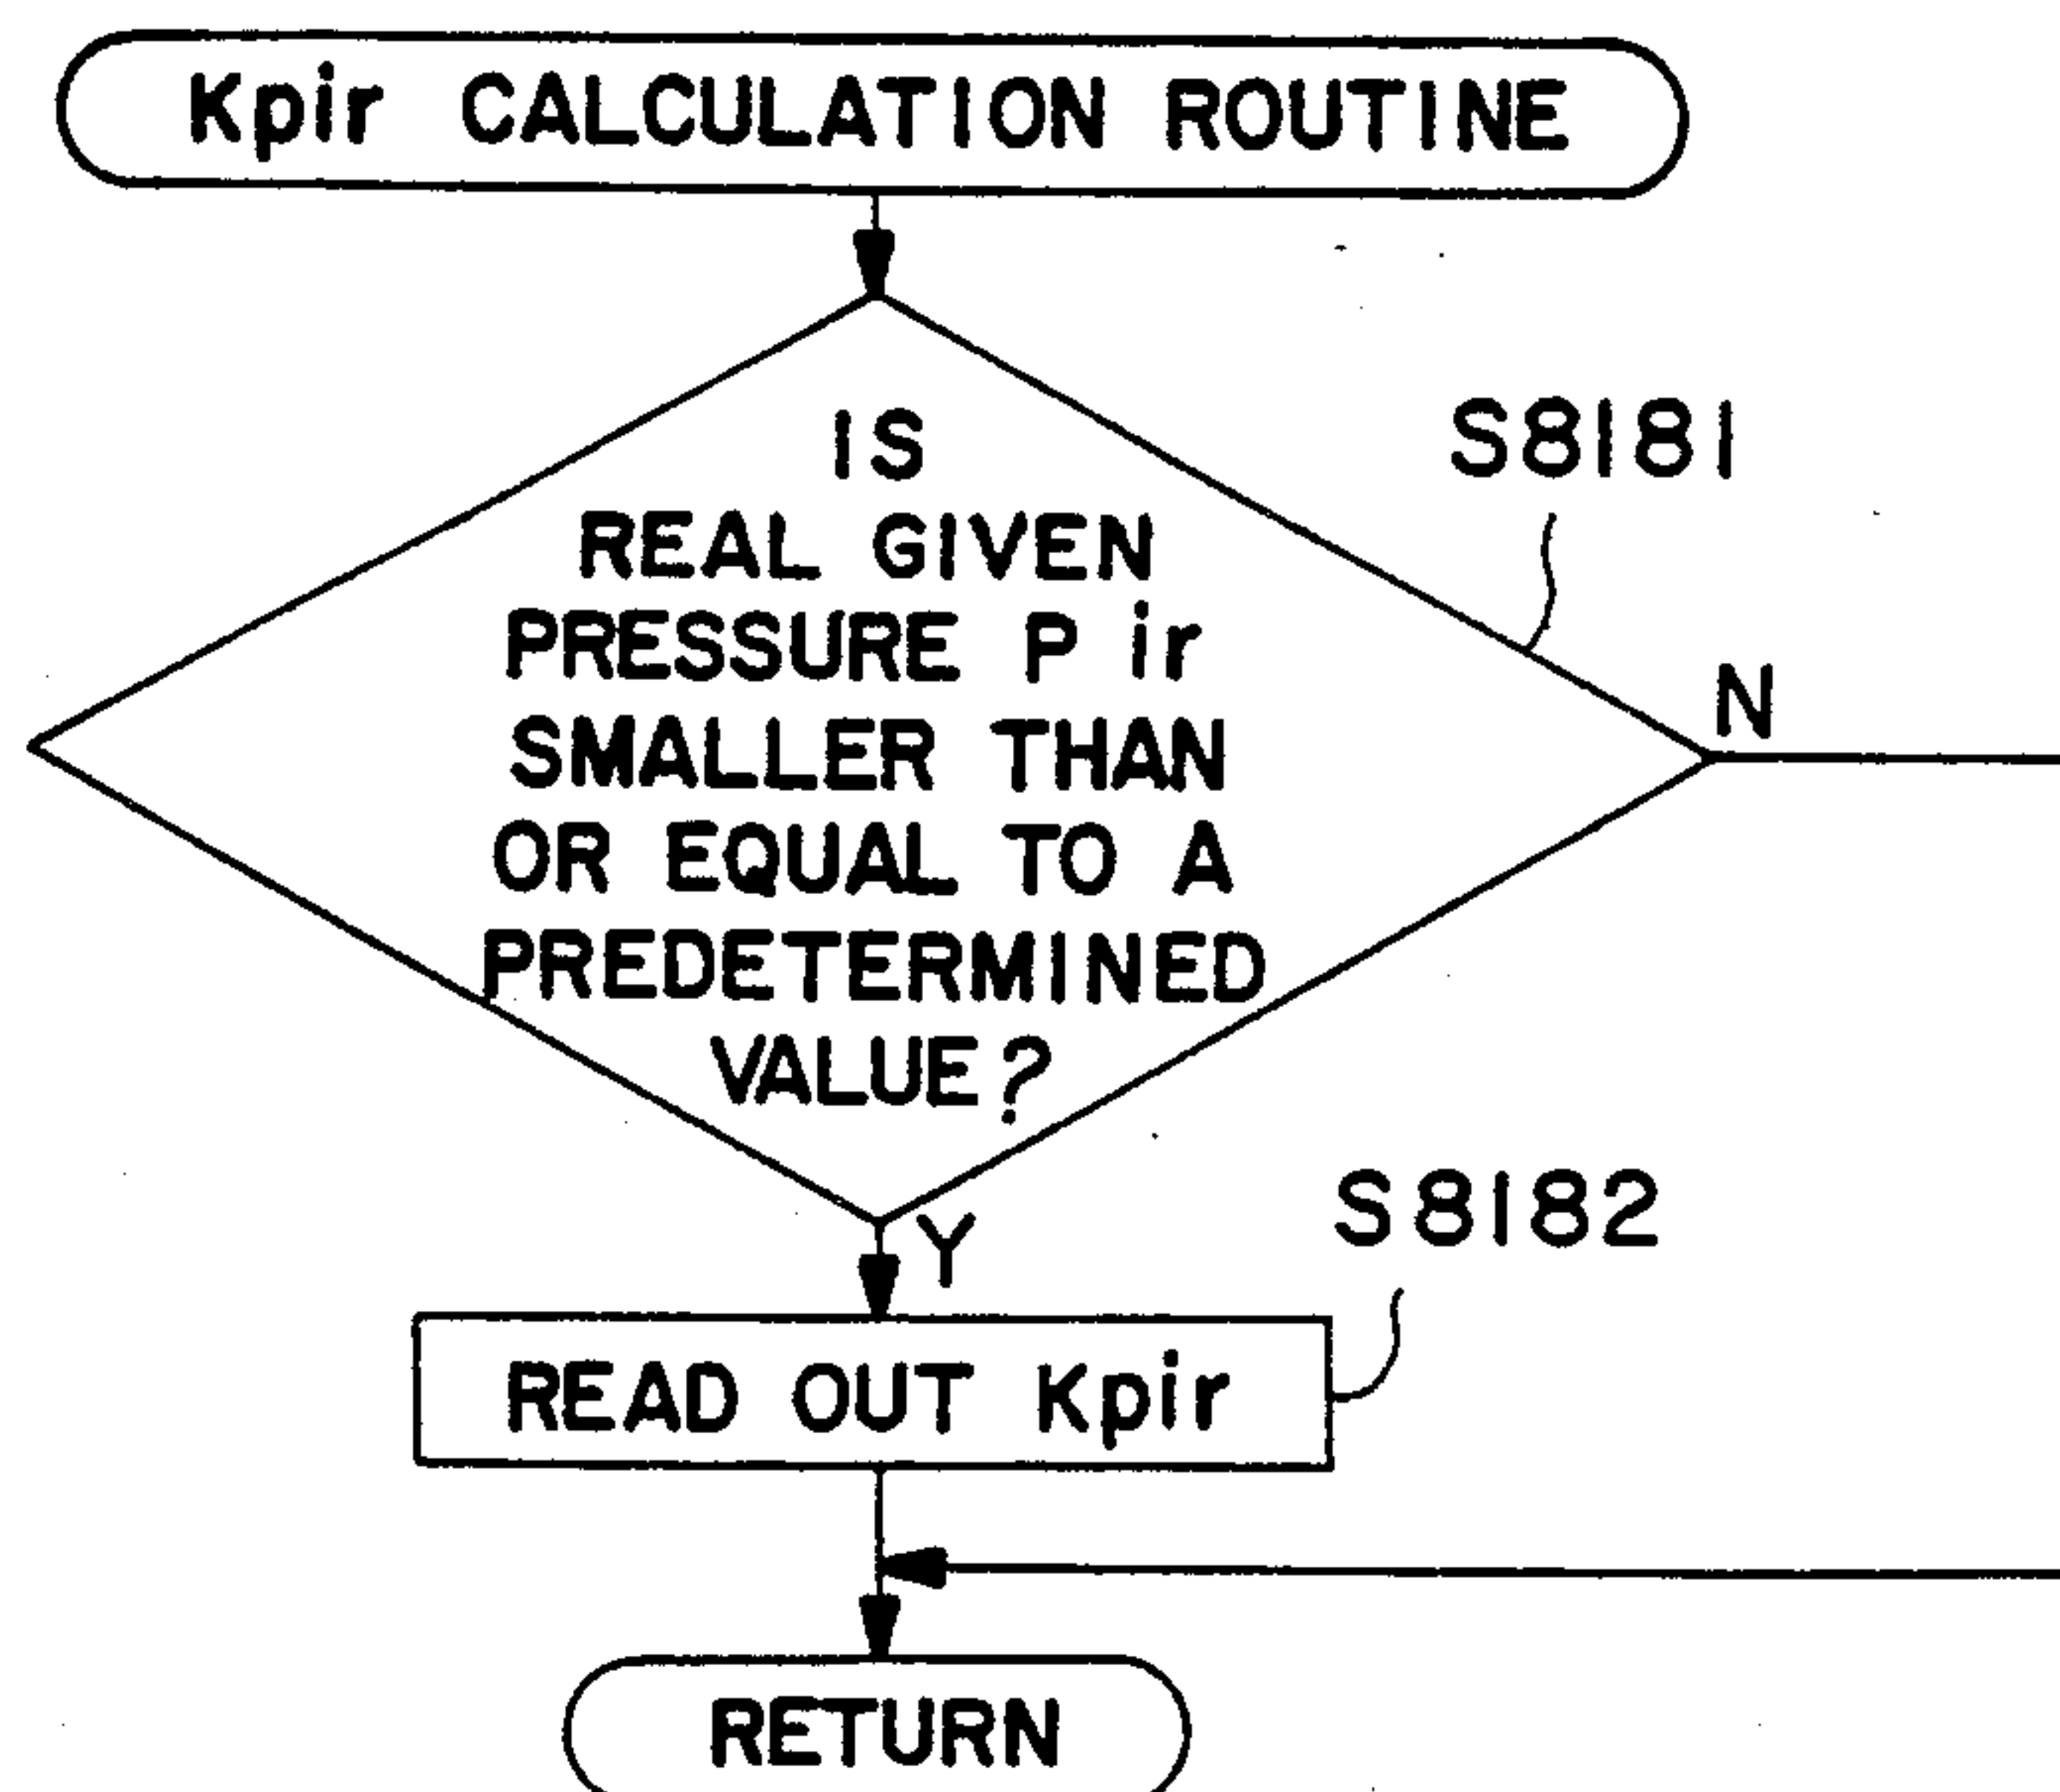 Kpir CALCULATION ROUTINE
IS
REAL GIVEN
PRESSURE P ir
SMALLER THAN
OR EQUAL TO A
PREDETERMINED
VALUE?
S8181
N
Y
S8182
READ OUT Kpir
RETURN